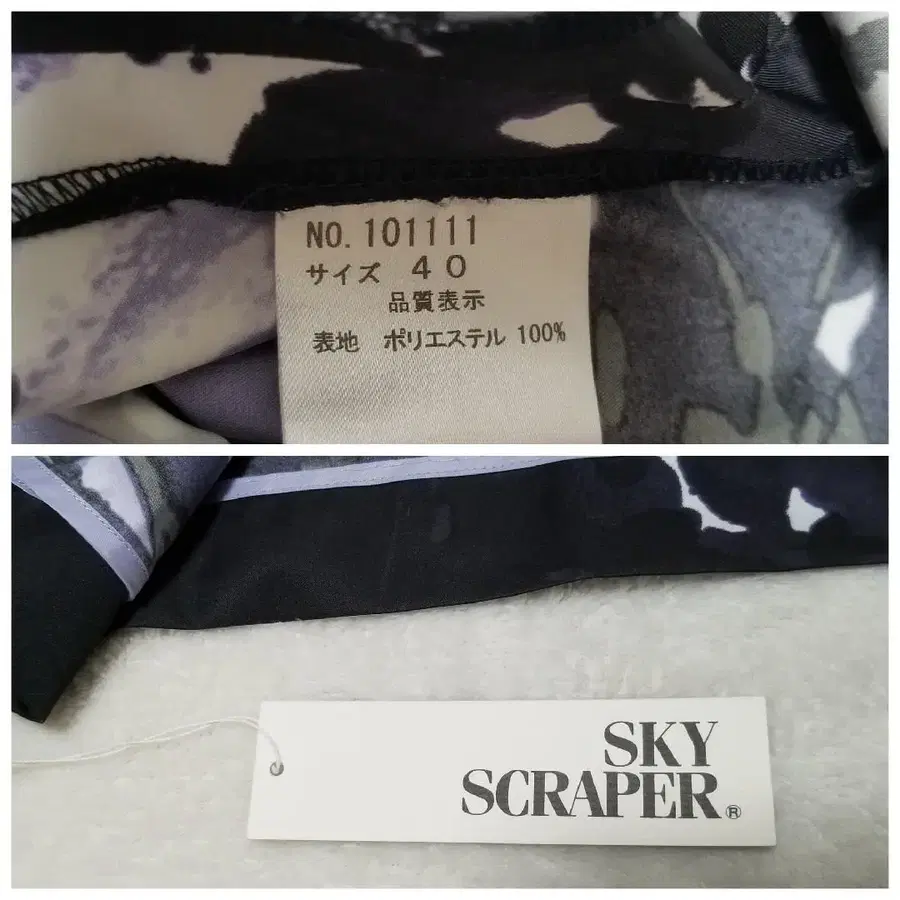 NO. 101111
サイズ 40
品質表示
表地 ポリエステル 100%
SKY
SCRAPER®